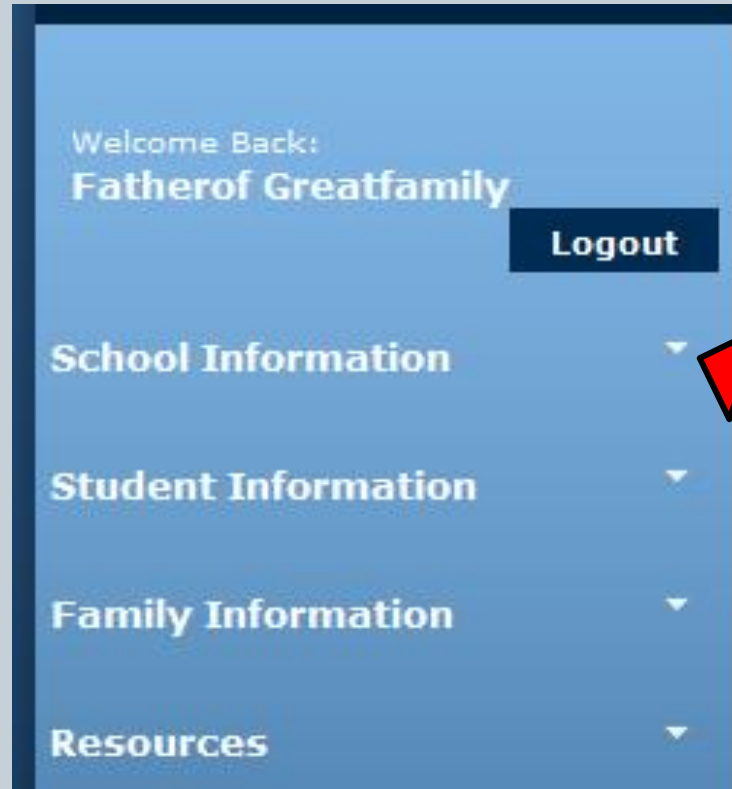 Welcome Back:
Fatherof Greatfamily
Logout
School Information
Student Information
Family Information
Resources